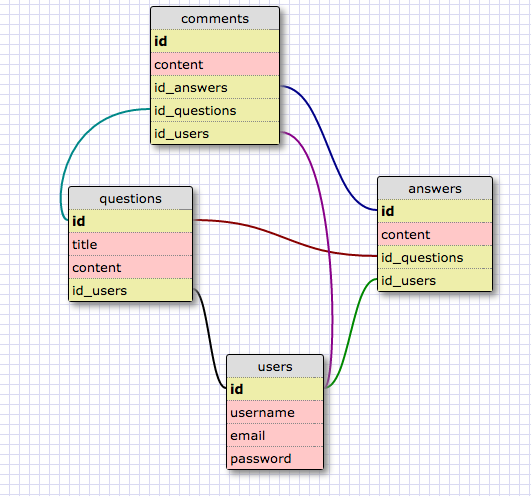 comments
id
content
id_answers
id_questions
id_users
questions
id
title
content
id_users
answers
id
content
id_questions
id_users
users
id
username
email
password